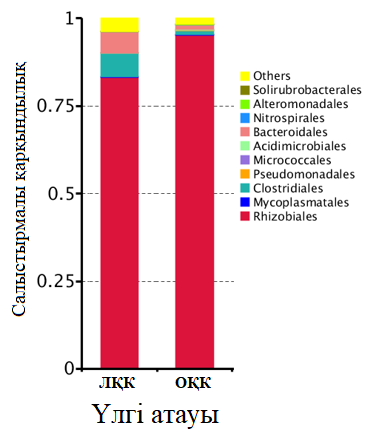 Салыстырмалы қарқындылық
1
0.75
0.5
0.25
0
ЛҚК ОҚК
Үлгі атауы
Others
Solirubrobacterales
Alteromonadales
Nitrospirales
Bacteroidales
Acidimicrobiales
Micrococcales
Pseudomonadales
Clostridiales
Mycoplasmatales
Rhizobiales